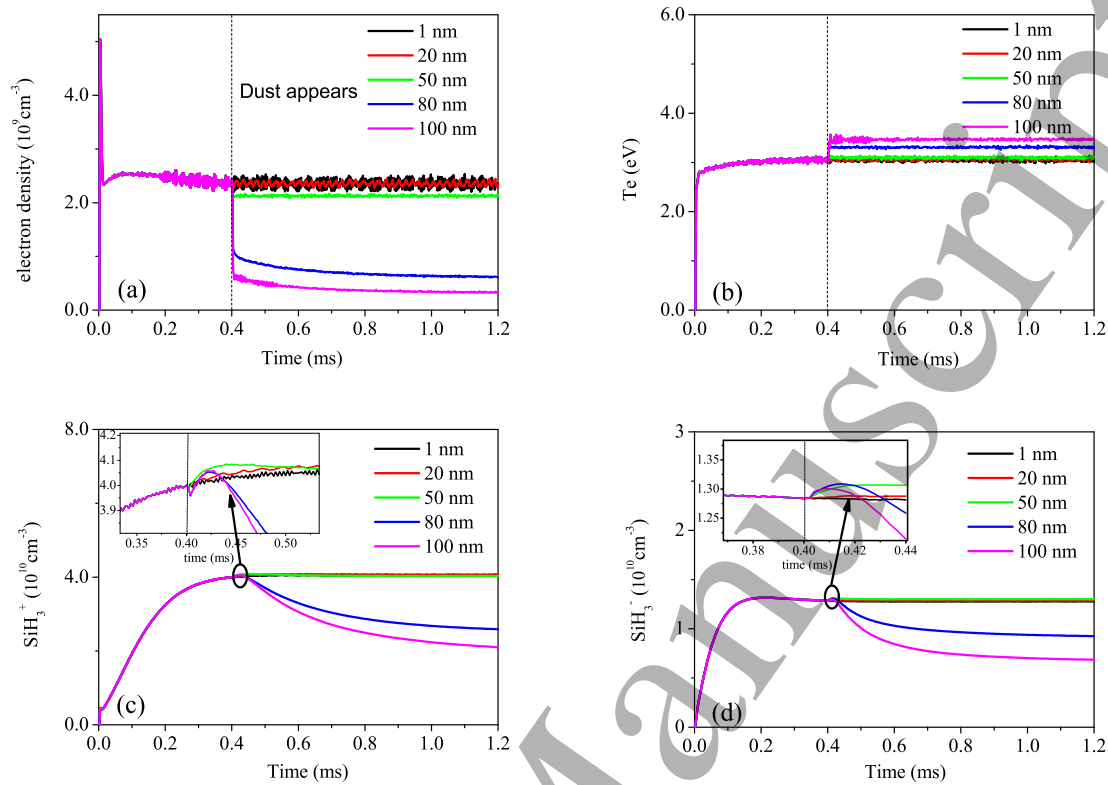 1 nm
20 nm
50 nm
80 nm
100 nm
Dust appears
4.0
2.0
0.0
electron density (10⁹cm⁻³)
(a)
0.0 0.2 0.4 0.6 0.8 1.0 1.2
Time (ms)
1 nm
20 nm
50 nm
80 nm
100 nm
6.0
4.0
2.0
0.0
Te (eV)
(b)
0.0 0.2 0.4 0.6 0.8 1.0 1.2
Time (ms)
8.0
4.0
2.0
0.0
SiH₃⁺ (10¹⁰cm⁻³)
4.2
4.1
4.0
3.9
0.35 0.40 0.45 0.50
time (ms)
1 nm
20 nm
50 nm
80 nm
100 nm
(c)
0.0 0.2 0.4 0.6 0.8 1.0 1.2
Time (ms)
3
2
1
0
SiH₃⁻ (10¹⁰cm⁻³)
1.35
1.30
1.25
0.38 0.40 0.42 0.44
time (ms)
1 nm
20 nm
50 nm
80 nm
100 nm
(d)
0.0 0.2 0.4 0.6 0.8 1.0 1.2
Time (ms)
Manuscrip